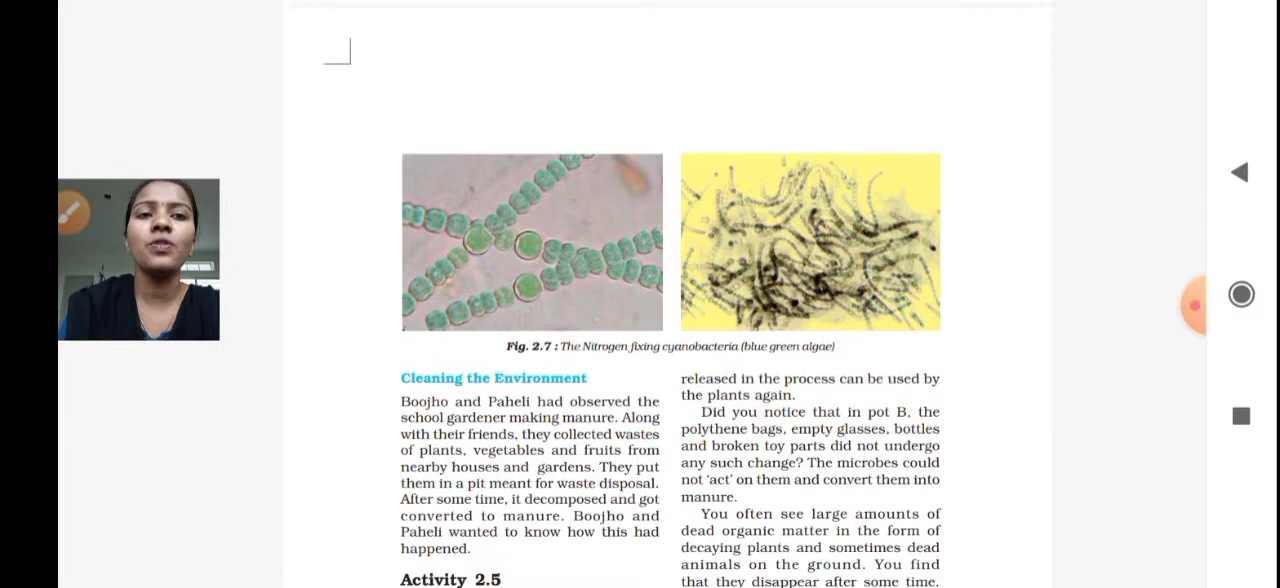 Fig. 2.7 : The Nitrogen fixing cyanobacteria (blue green algae)
Cleaning the Environment
Boojho and Paheli had observed the
school gardener making manure. Along
with their friends, they collected wastes
of plants, vegetables and fruits from
nearby houses and gardens. They put
them in a pit meant for waste disposal.
After some time, it decomposed and got
converted to manure. Boojho and
Paheli wanted to know how this had
happened.
Activity 2.5
released in the process can be used by
the plants again.
Did you notice that in pot B, the
polythene bags, empty glasses, bottles
and broken toy parts did not undergo
any such change? The microbes could
not 'act' on them and convert them into
manure.
You often see large amounts of
dead organic matter in the form of
decaying plants and sometimes dead
animals on the ground. You find
that they disappear after some time.